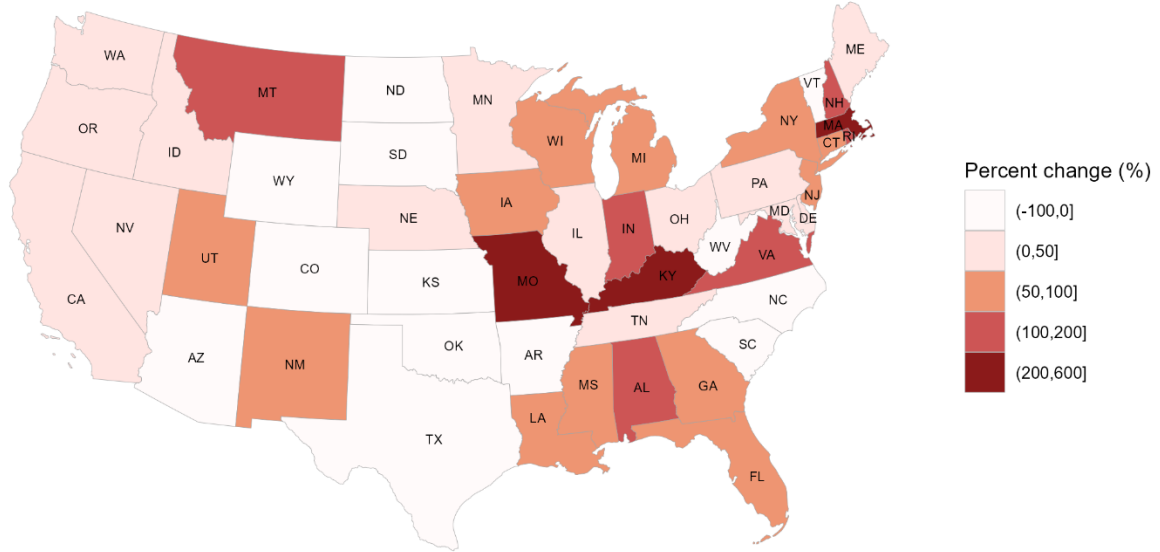 WA
MT
ND
MN
ME
VT
NH
OR
ID
SD
WI
MI
NY
MA
CT
RI
WY
IA
NE
PA
NJ
NV
UT
CO
IL
IN
OH
MD
DE
WV
VA
CA
KS
MO
KY
AZ
NM
OK
AR
TN
NC
SC
TX
LA
MS
AL
GA
FL
Percent change (%)
(-100,0]
(0,50]
(50,100]
(100,200]
(200,600]